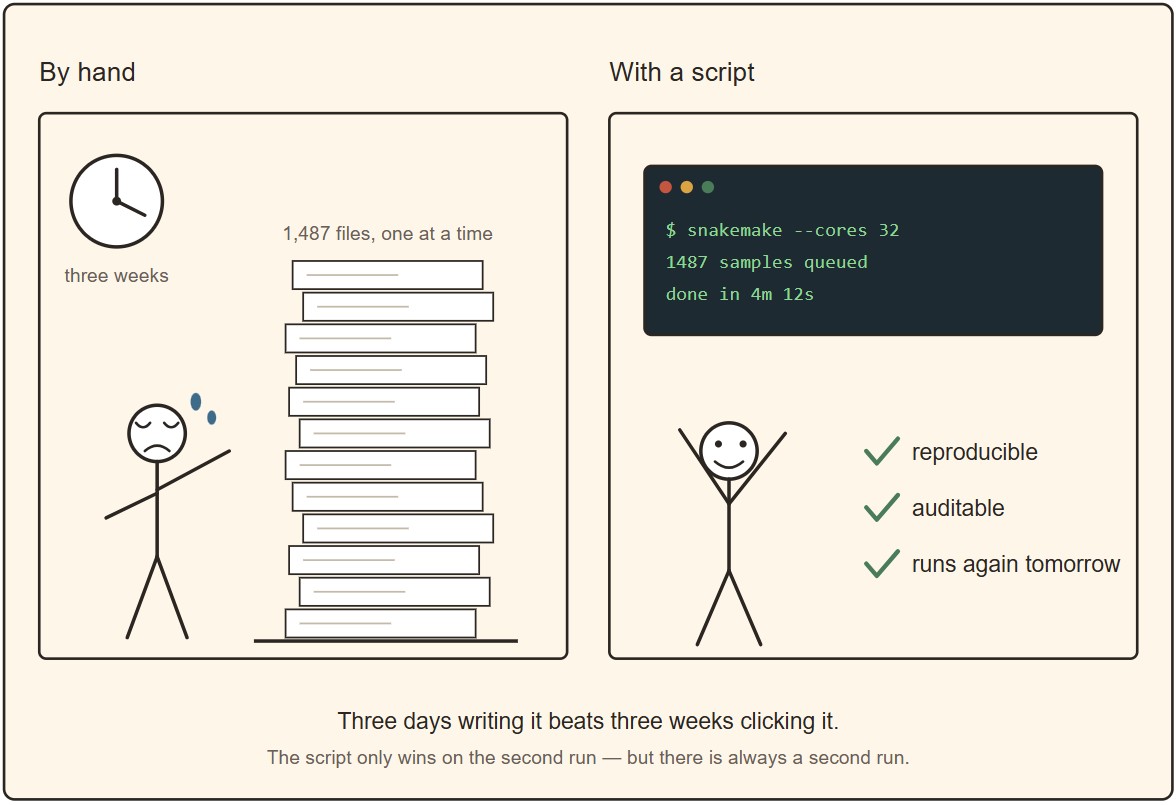 By hand
three weeks
1,487 files, one at a time
With a script
$ snakemake --cores 32
1487 samples queued
done in 4m 12s
reproducible
auditable
runs again tomorrow
Three days writing it beats three weeks clicking it.
The script only wins on the second run — but there is always a second run.